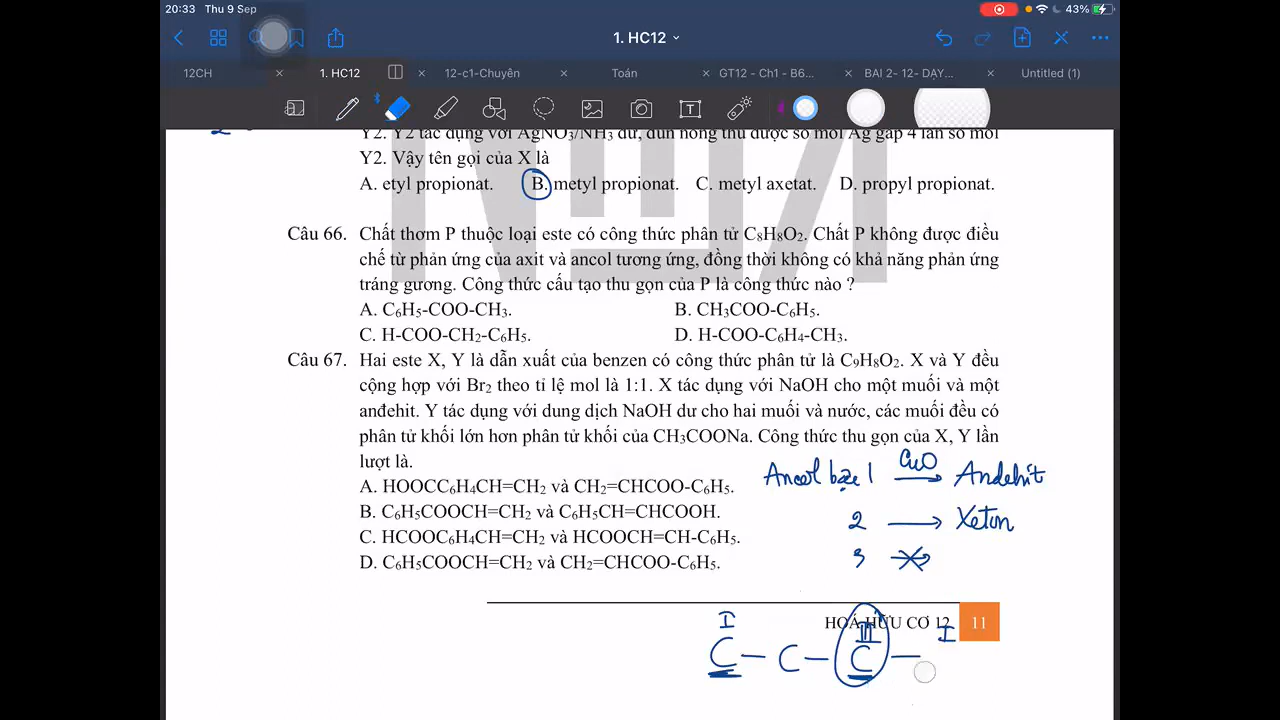 20:33 Thu 9 Sep 43%
1. HC12
12CH 1. HC12 12-c1-Chuyên Toán GT12 - Ch1 - B6... BAI 2- 12- DẠY... Untitled (1)
Y2. Y2 tác dụng với AgNO3/NH3 dư, đun nóng thu được số mol Ag gấp 4 lần số mol
Y2. Vậy tên gọi của X là
A. etyl propionat. B. metyl propionat. C. metyl axetat. D. propyl propionat.
Câu 66. Chất thơm P thuộc loại este có công thức phân tử C8H8O2. Chất P không được điều
chế từ phản ứng của axit và ancol tương ứng, đồng thời không có khả năng phản ứng
tráng gương. Công thức cấu tạo thu gọn của P là công thức nào ?
A. C6H5-COO-CH3. B. CH3COO-C6H5.
C. H-COO-CH2-C6H5. D. H-COO-C6H4-CH3.
Câu 67. Hai este X, Y là dẫn xuất của benzen có công thức phân tử là C9H8O2. X và Y đều
cộng hợp với Br2 theo tỉ lệ mol là 1:1. X tác dụng với NaOH cho một muối và một
anđehit. Y tác dụng với dung dịch NaOH dư cho hai muối và nước, các muối đều có
phân tử khối lớn hơn phân tử khối của CH3COONa. Công thức thu gọn của X, Y lần
lượt là.
A. HOOCC6H4CH=CH2 và CH2=CHCOO-C6H5.
B. C6H5COOCH=CH2 và C6H5CH=CHCOOH.
C. HCOOC6H4CH=CH2 và HCOOCH=CH-C6H5.
D. C6H5COOCH=CH2 và CH2=CHCOO-C6H5.
Ancol bậc 1 CuO → Andehit
2 → Xeton
3
HOÁ HỮU CƠ 12 11
I II I
C — C — C —